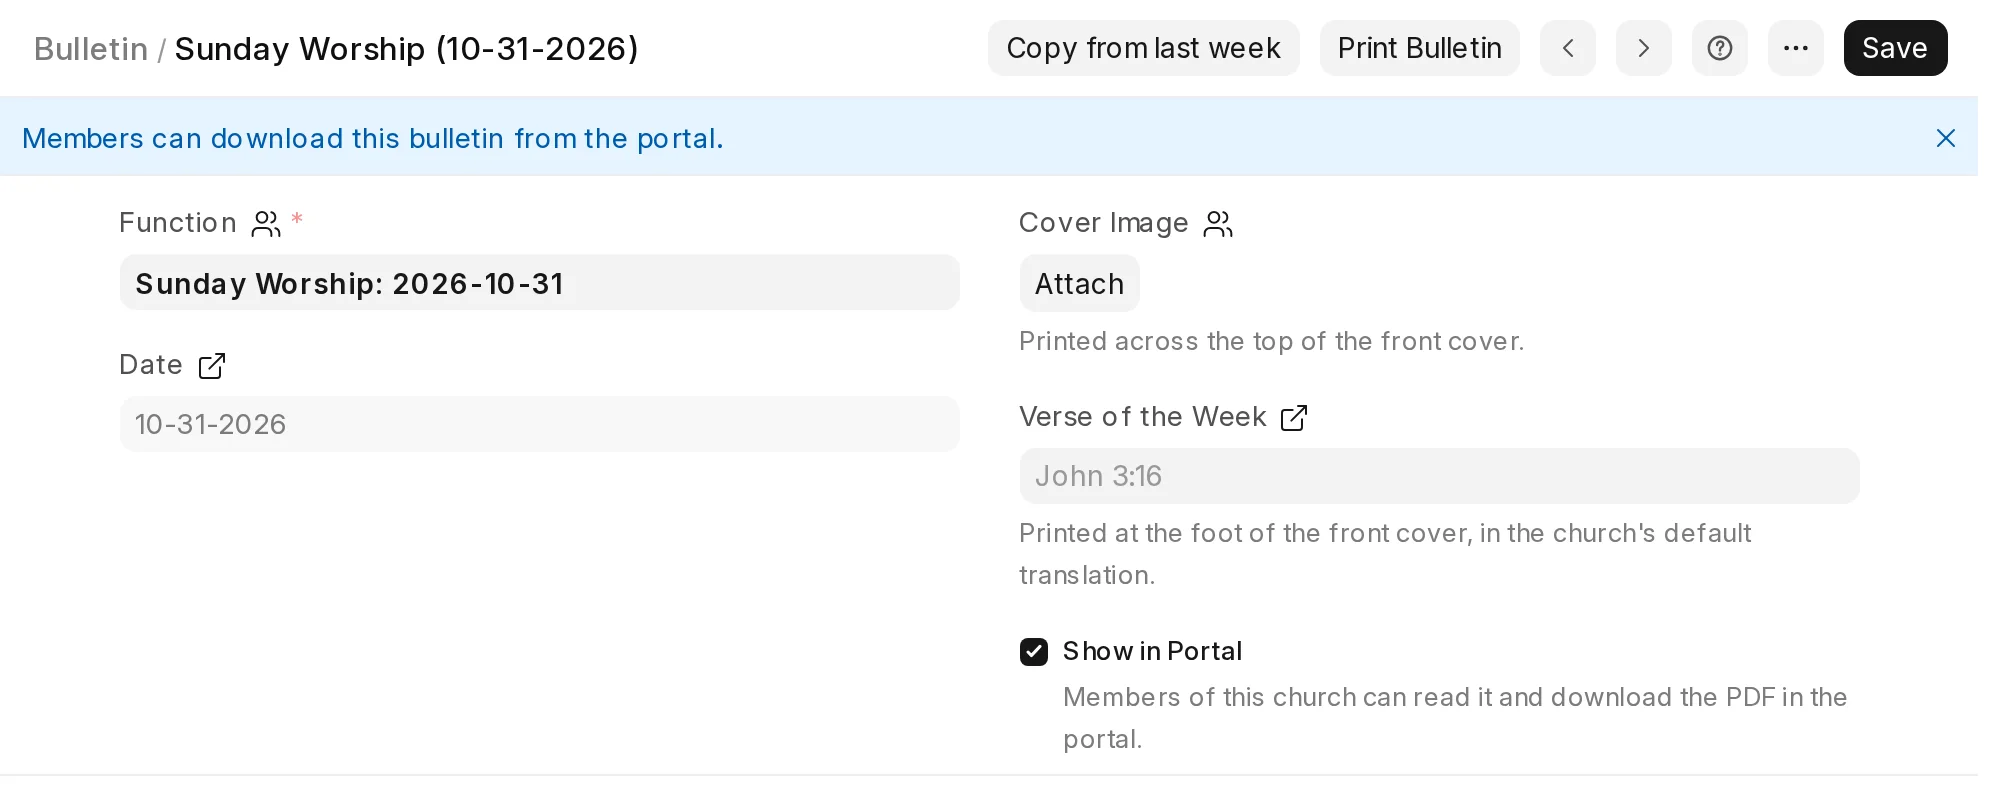 Bulletin / Sunday Worship (10-31-2026)
Copy from last week
Print Bulletin
Save
Members can download this bulletin from the portal.
Function *
Sunday Worship: 2026-10-31
Date
10-31-2026
Cover Image
Attach
Printed across the top of the front cover.
Verse of the Week
John 3:16
Printed at the foot of the front cover, in the church's default
translation.
Show in Portal
Members of this church can read it and download the PDF in the
portal.